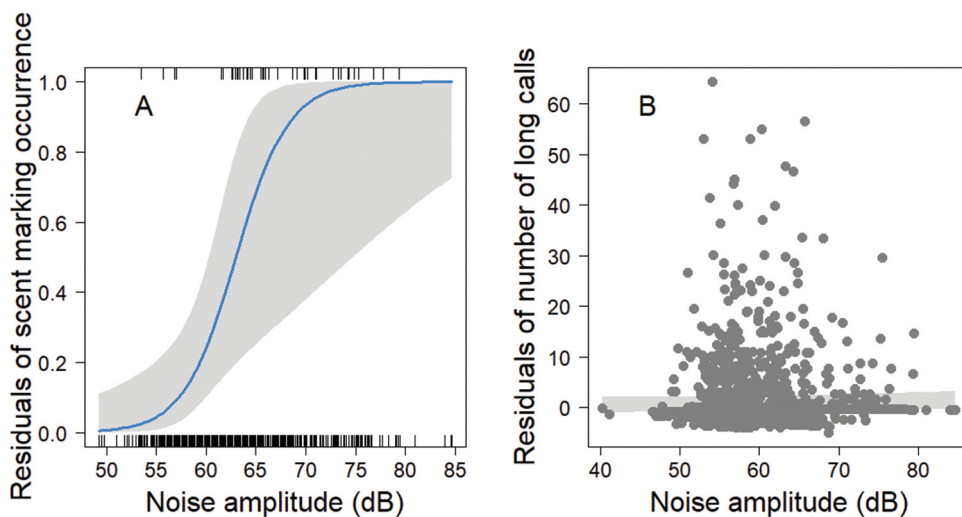 Residuals of scent marking occurrence
A
1.0
0.8
0.6
0.4
0.2
0.0
50 55 60 65 70 75 80 85
Noise amplitude (dB)
Residuals of number of long calls
B
60
50
40
30
20
10
0
40 50 60 70 80
Noise amplitude (dB)